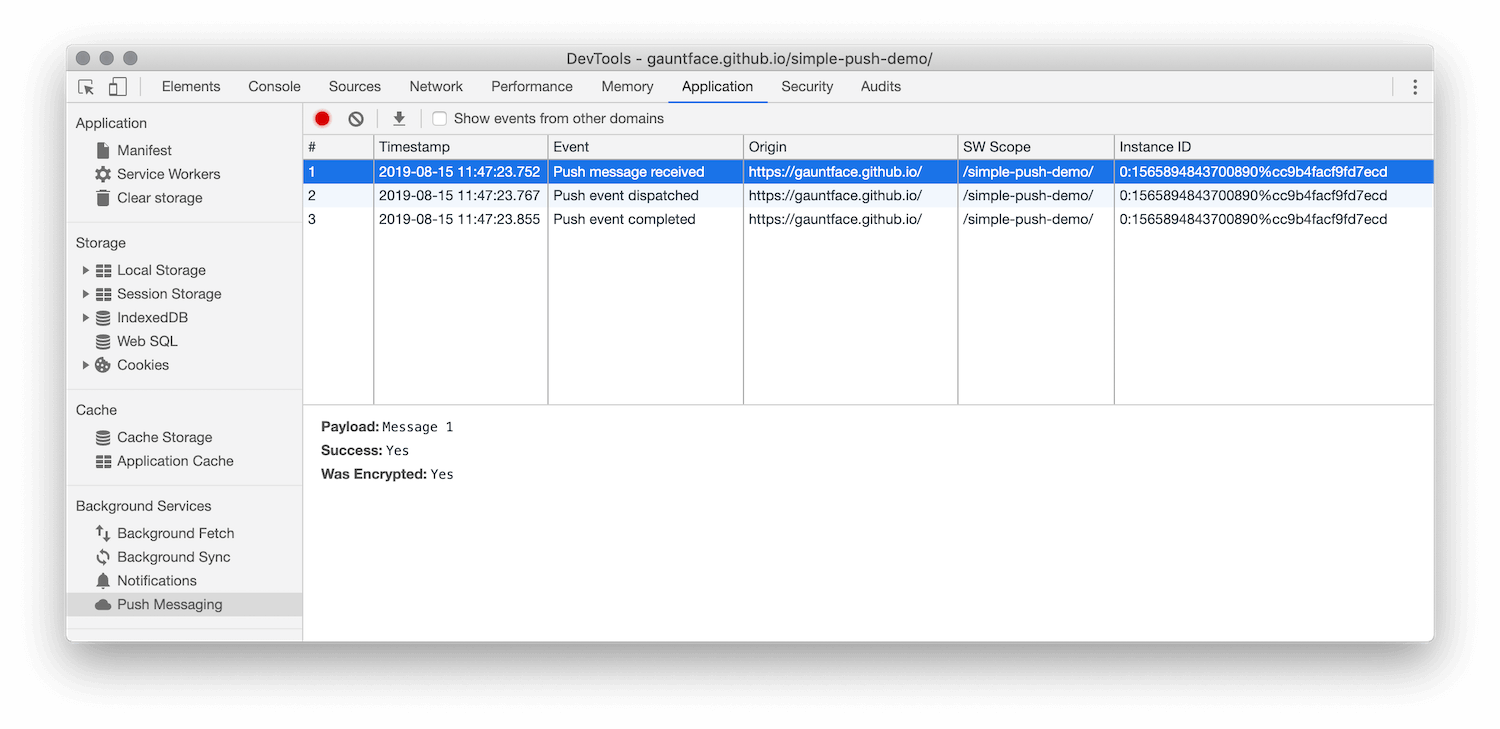 DevTools - gauntface.github.io/simple-push-demo/
Elements Console Sources Network Performance Memory Application Security Audits
Application
Manifest
Service Workers
Clear storage
Storage
Local Storage
Session Storage
IndexedDB
Web SQL
Cookies
Cache
Cache Storage
Application Cache
Background Services
Background Fetch
Background Sync
Notifications
Push Messaging
Show events from other domains
# Timestamp Event Origin SW Scope Instance ID
1 2019-08-15 11:47:23.752 Push message received https://gauntface.github.io/ /simple-push-demo/ 0:1565894843700890%cc9b4facf9fd7ecd
2 2019-08-15 11:47:23.767 Push event dispatched https://gauntface.github.io/ /simple-push-demo/ 0:1565894843700890%cc9b4facf9fd7ecd
3 2019-08-15 11:47:23.855 Push event completed https://gauntface.github.io/ /simple-push-demo/ 0:1565894843700890%cc9b4facf9fd7ecd
Payload: Message 1
Success: Yes
Was Encrypted: Yes